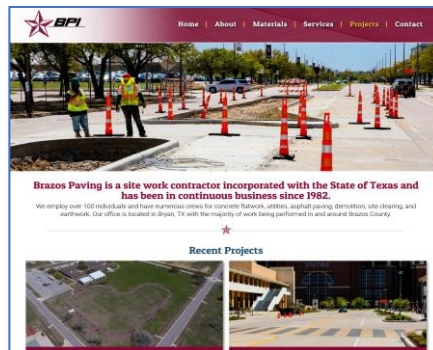 BPI
Home | About | Materials | Services | Projects | Contact
Brazos Paving is a site work contractor incorporated with the State of Texas and
has been in continuous business since 1982.
We employ over 100 individuals and have numerous crews for concrete flatwork, utilities, asphalt paving, demolition, site clearing, and
earthwork. Our office is located in Bryan, TX with the majority of work being performed in and around Brazos County.
Recent Projects